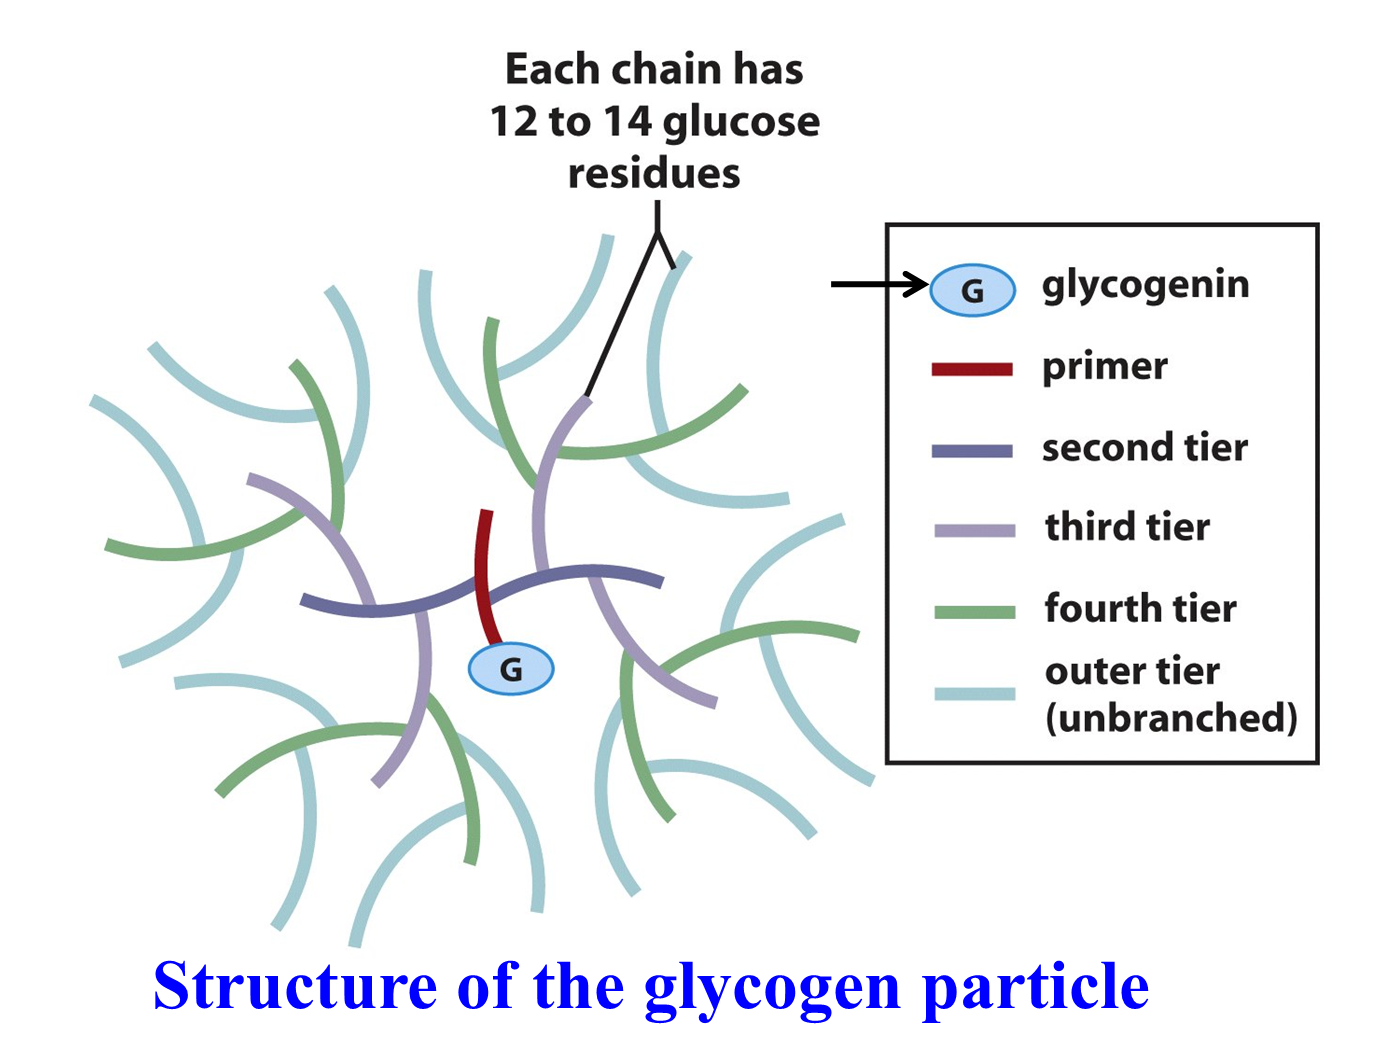 Each chain has
12 to 14 glucose
residues
G glycogenin
primer
second tier
third tier
fourth tier
outer tier
(unbranched)
G
Structure of the glycogen particle